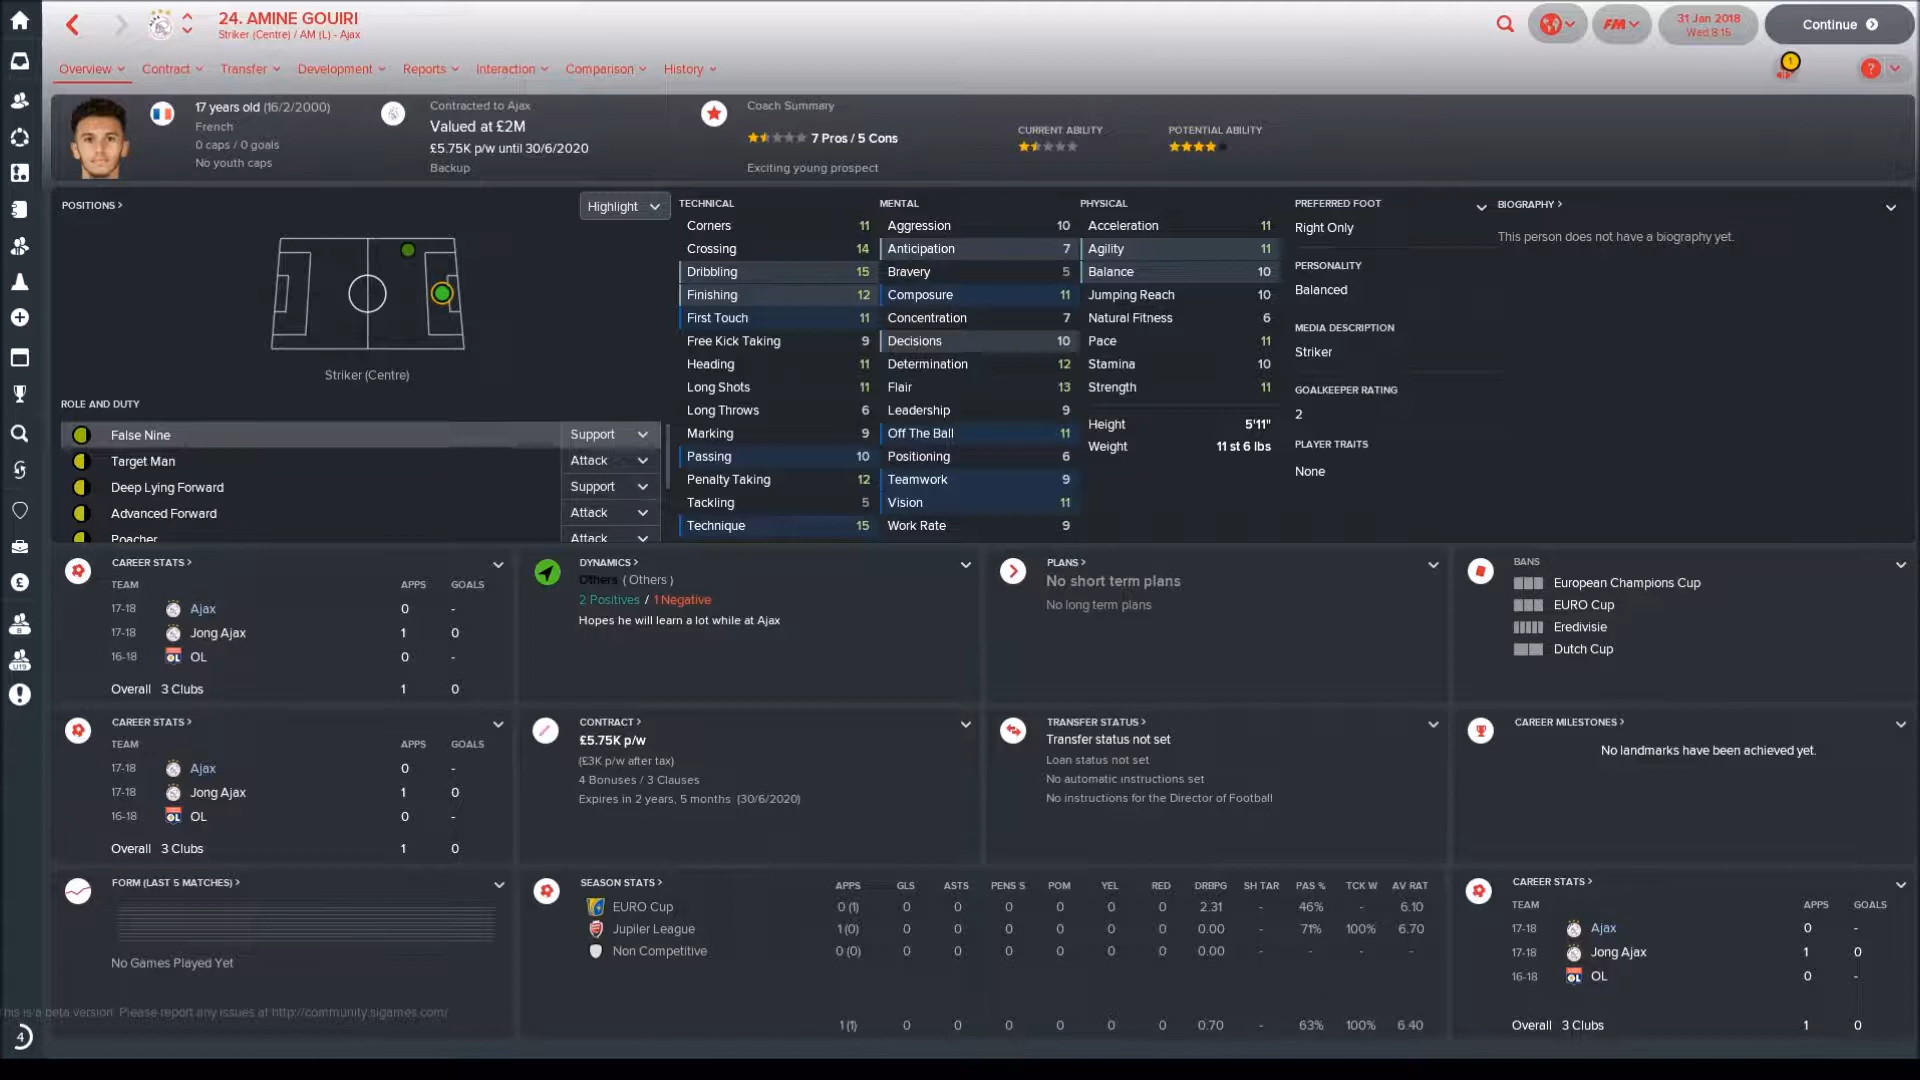 24. AMINE GOUIRI
Striker (Centre) / AM (L) - Ajax
FM
31 Jan 2018
Wed 8:15
Continue
Overview Contract Transfer Development Reports Interaction Comparison History
1
?
17 years old (16/2/2000)
French
0 caps / 0 goals
No youth caps
Contracted to Ajax
Valued at £2M
£5.75K p/w until 30/6/2020
Backup
Coach Summary
7 Pros / 5 Cons
Exciting young prospect
CURRENT ABILITY
POTENTIAL ABILITY
POSITIONS >
Highlight
Striker (Centre)
ROLE AND DUTY
False Nine Support
Target Man Attack
Deep Lying Forward Support
Advanced Forward Attack
Poacher Attack
TECHNICAL
Corners 11
Crossing 14
Dribbling 15
Finishing 12
First Touch 11
Free Kick Taking 9
Heading 11
Long Shots 11
Long Throws 6
Marking 9
Passing 10
Penalty Taking 12
Tackling 5
Technique 15
MENTAL
Aggression 10
Anticipation 7
Bravery 5
Composure 11
Concentration 7
Decisions 10
Determination 12
Flair 13
Leadership 9
Off The Ball 11
Positioning 6
Teamwork 9
Vision 11
Work Rate 9
PHYSICAL
Acceleration 11
Agility 11
Balance 10
Jumping Reach 10
Natural Fitness 6
Pace 11
Stamina 10
Strength 11
Height 5'11"
Weight 11 st 6 lbs
PREFERRED FOOT
Right Only
PERSONALITY
Balanced
MEDIA DESCRIPTION
Striker
GOALKEEPER RATING
2
PLAYER TRAITS
None
BIOGRAPHY >
This person does not have a biography yet.
CAREER STATS >
TEAM APPS GOALS
17-18 Ajax 0 -
17-18 Jong Ajax 1 0
16-18 OL 0 -
Overall 3 Clubs 1 0
DYNAMICS >
Others ( Others )
2 Positives / 1 Negative
Hopes he will learn a lot while at Ajax
PLANS >
No short term plans
No long term plans
BANS
European Champions Cup
EURO Cup
Eredivisie
Dutch Cup
CAREER STATS >
TEAM APPS GOALS
17-18 Ajax 0 -
17-18 Jong Ajax 1 0
16-18 OL 0 -
Overall 3 Clubs 1 0
CONTRACT >
£5.75K p/w
(£3K p/w after tax)
4 Bonuses / 3 Clauses
Expires in 2 years, 5 months (30/6/2020)
TRANSFER STATUS >
Transfer status not set
Loan status not set
No automatic instructions set
No instructions for the Director of Football
CAREER MILESTONES >
No landmarks have been achieved yet.
FORM (LAST 5 MATCHES) >
No Games Played Yet
SEASON STATS >
APPS GLS ASTS PENS S POM YEL RED DRBPG SH TAR PAS % TCK W AV RAT
EURO Cup 0 (1) 0 0 0 0 0 0 2.31 - 46% - 6.10
Jupiler League 1 (0) 0 0 0 0 0 0 0.00 - 71% 100% 6.70
Non Competitive 0 (0) 0 0 0 0 0 0 0.00 - - - -
1 (1) 0 0 0 0 0 0 0.70 - 63% 100% 6.40
CAREER STATS >
TEAM APPS GOALS
17-18 Ajax 0 -
17-18 Jong Ajax 1 0
16-18 OL 0 -
Overall 3 Clubs 1 0
his is a beta version. Please report any issues at http://community.sigames.com/
B
U19
4